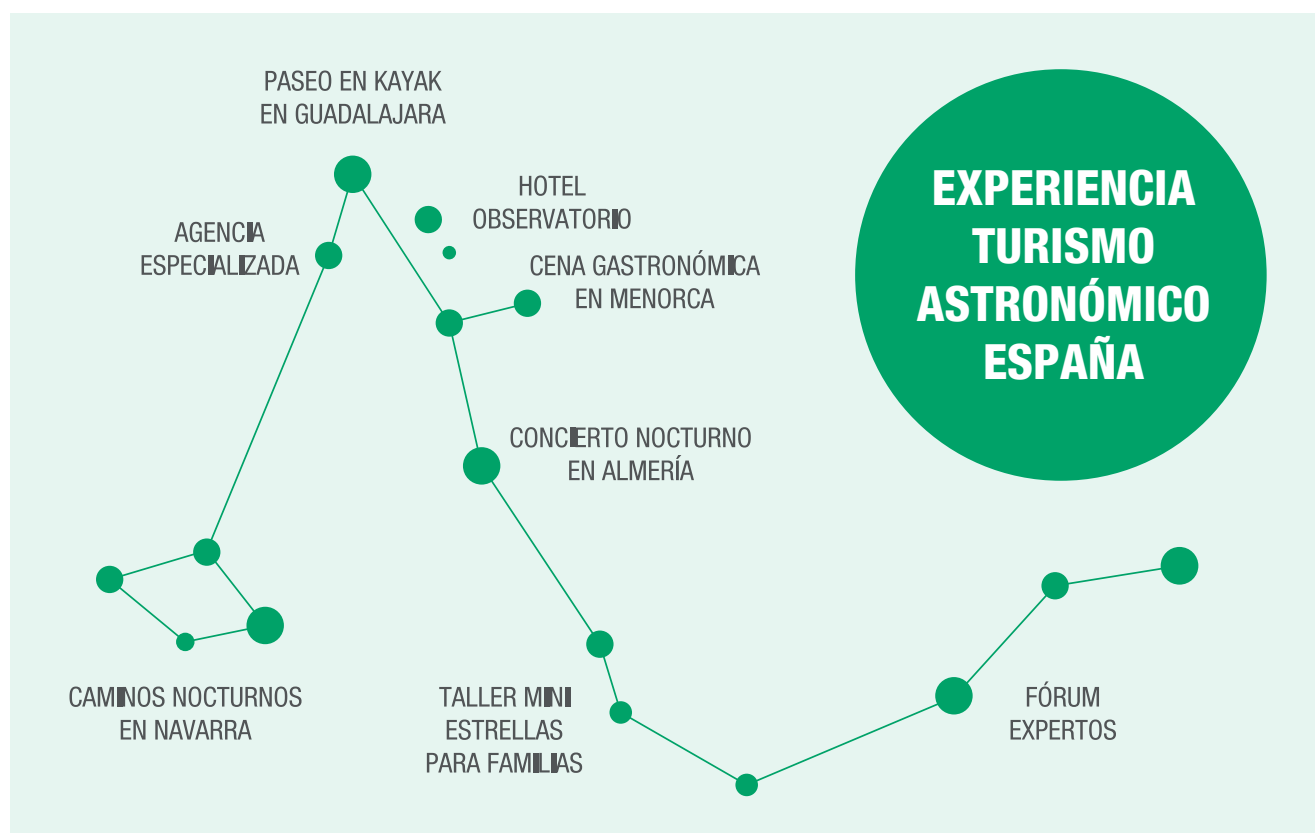 PASEO EN KAYAK
EN GUADALAJARA
HOTEL
OBSERVATORIO
AGENCIA
ESPECIALIZADA
CENA GASTRONÓMICA
EN MENORCA
EXPERIENCIA
TURISMO
ASTRONÓMICO
ESPAÑA
CONCIERTO NOCTURNO
EN ALMERÍA
CAMINOS NOCTURNOS
EN NAVARRA
TALLER MINI
ESTRELLAS
PARA FAMILIAS
FÓRUM
EXPERTOS